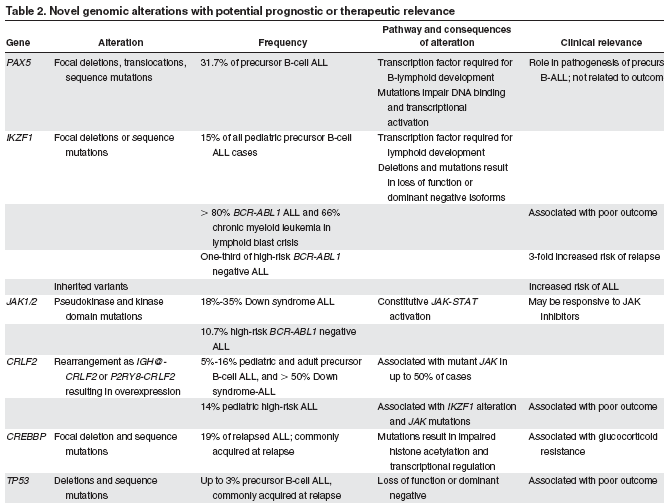 Table 2. Novel genomic alterations with potential prognostic or therapeutic relevance
Gene Alteration Frequency Pathway and consequences of alteration Clinical relevance
PAX5 Focal deletions, translocations, 31.7% of precursor B-cell ALL Transcription factor required for Role in pathogenesis of precurs
sequence mutations B-lymphoid development B-ALL; not related to outcom
Mutations impair DNA binding
and transcriptional
activation
IKZF1 Focal deletions or sequence 15% of all pediatric precursor B-cell Transcription factor required for
mutations ALL cases lymphoid development
Deletions and mutations result
in loss of function or
dominant negative isoforms
> 80% BCR-ABL1 ALL and 66% Associated with poor outcome
chronic myeloid leukemia in
lymphoid blast crisis
One-third of high-risk BCR-ABL1 3-fold increased risk of relapse
negative ALL
Inherited variants Increased risk of ALL
JAK1/2 Pseudokinase and kinase 18%-35% Down syndrome ALL Constitutive JAK-STAT May be responsive to JAK
domain mutations activation inhibitors
10.7% high-risk BCR-ABL1 negative
ALL
CRLF2 Rearrangement as IGH@- 5%-16% pediatric and adult precursor Associated with mutant JAK in
CRLF2 or P2RY8-CRLF2 B-cell ALL, and > 50% Down up to 50% of cases
resulting in overexpression syndrome-ALL
14% pediatric high-risk ALL Associated with IKZF1 alteration Associated with poor outcome
and JAK mutations
CREBBP Focal deletion and sequence 19% of relapsed ALL; commonly Mutations result in impaired Associated with glucocorticoid
mutations acquired at relapse histone acetylation and resistance
transcriptional regulation
TP53 Deletions and sequence Up to 3% precursor B-cell ALL, Loss of function or dominant Associated with poor outcome
mutations commonly acquired at relapse negative